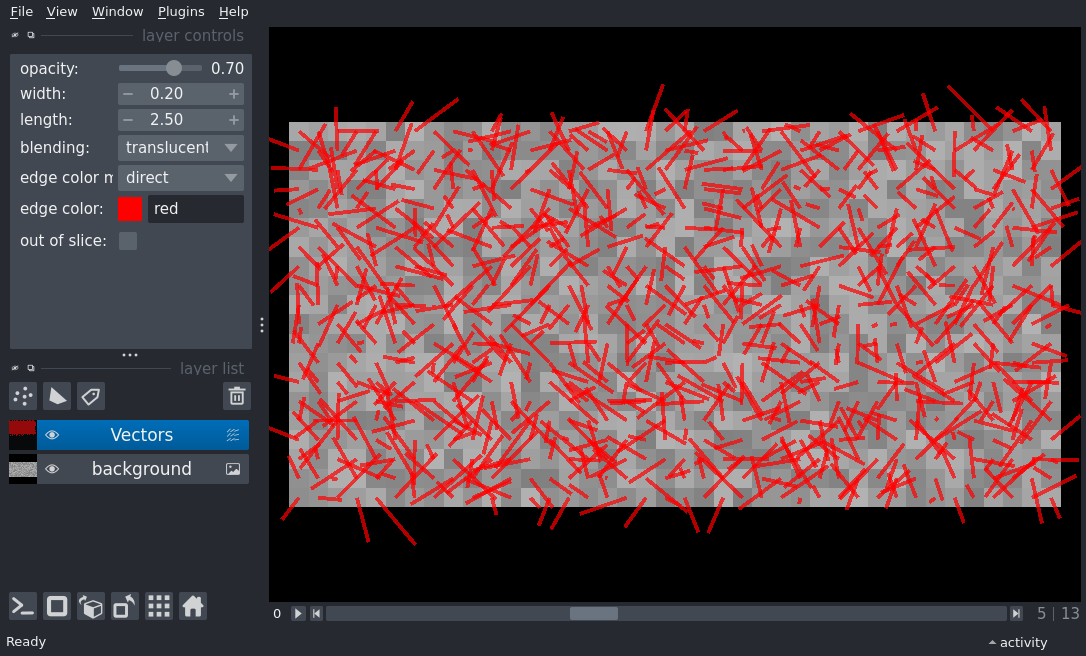 File View Window Plugins Help
layer controls
opacity: 0.70
width: 0.20
length: 2.50
blending: translucent
edge color m direct
edge color: red
out of slice:
layer list
Vectors
background
0 5 | 13
Ready activity